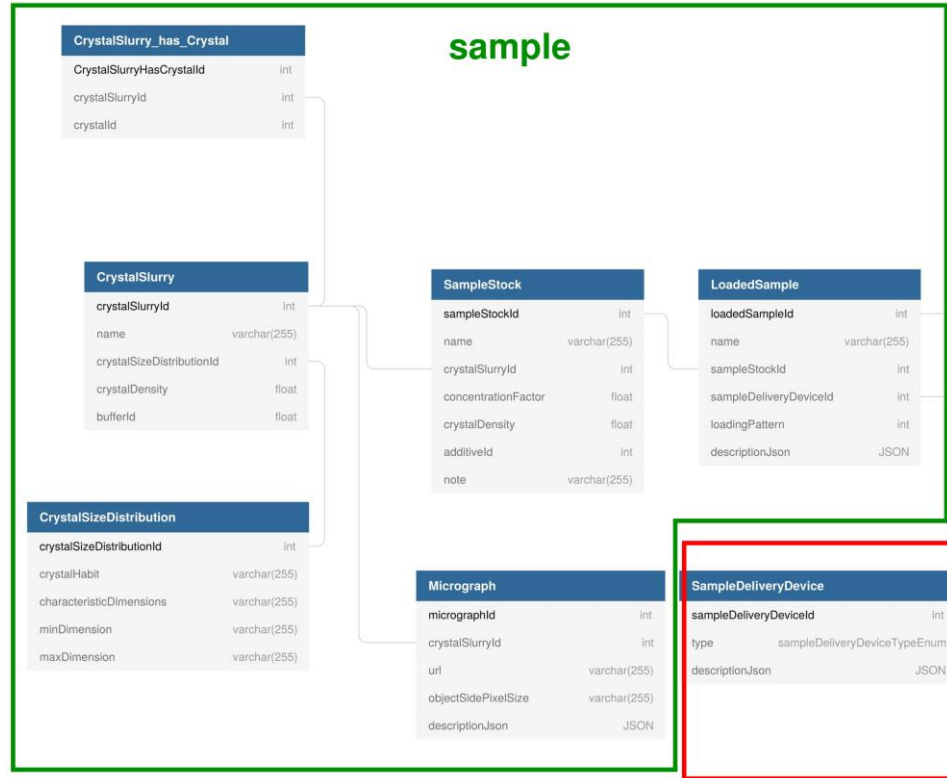 sample
CrystalSlurry_has_Crystal
CrystalSlurryHasCrystalId int
crystalSlurryId int
crystalId int
CrystalSlurry
crystalSlurryId int
name varchar(255)
crystalSizeDistributionId int
crystalDensity float
bufferId float
SampleStock
sampleStockId int
name varchar(255)
crystalSlurryId int
concentrationFactor float
crystalDensity float
additiveId int
note varchar(255)
LoadedSample
loadedSampleId int
name varchar(255)
sampleStockId int
sampleDeliveryDeviceId int
loadingPattern int
descriptionJson JSON
CrystalSizeDistribution
crystalSizeDistributionId int
crystalHabit varchar(255)
characteristicDimensions varchar(255)
minDimension varchar(255)
maxDimension varchar(255)
Micrograph
micrographId int
crystalSlurryId int
url varchar(255)
objectSidePixelSize varchar(255)
descriptionJson JSON
SampleDeliveryDevice
sampleDeliveryDeviceId int
type sampleDeliveryDeviceTypeEnum
descriptionJson JSON